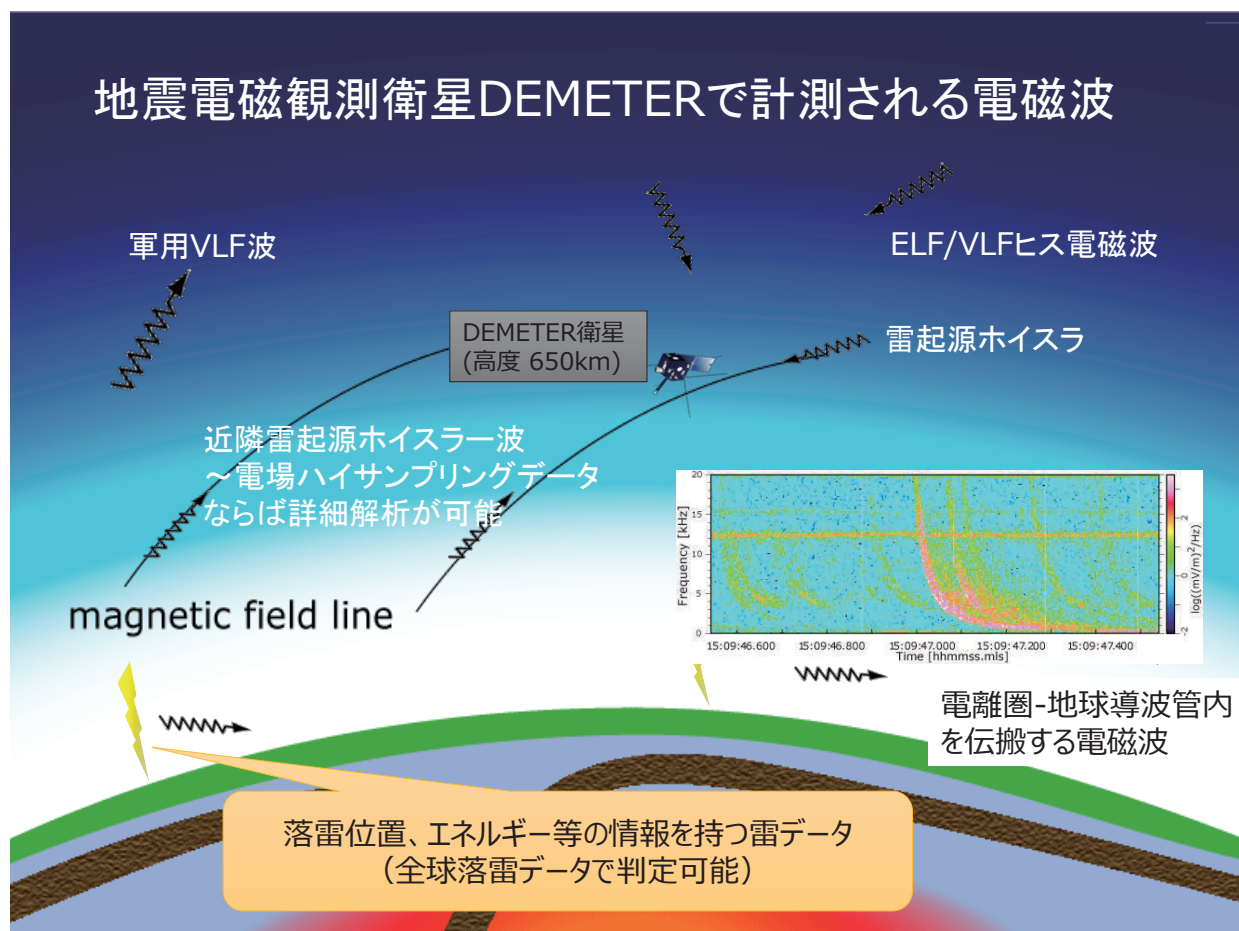 地震電磁観測衛星DEMETERで計測される電磁波
軍用VLF波
ELF/VLFヒス電磁波
DEMETER衛星
(高度 650km)
雷起源ホイスラ
近隣雷起源ホイスラー波
～電場ハイサンプリングデータ
ならば詳細解析が可能
magnetic field line
Frequency [kHz]
20
15
10
5
0
15:09:46.600 15:09:46.800 15:09:47.000 15:09:47.200 15:09:47.400
Time [hhmmss.mls]
2
0
-2
log((mV/m)²/Hz)
電離圏-地球導波管内
を伝搬する電磁波
落雷位置、エネルギー等の情報を持つ雷データ
（全球落雷データで判定可能）